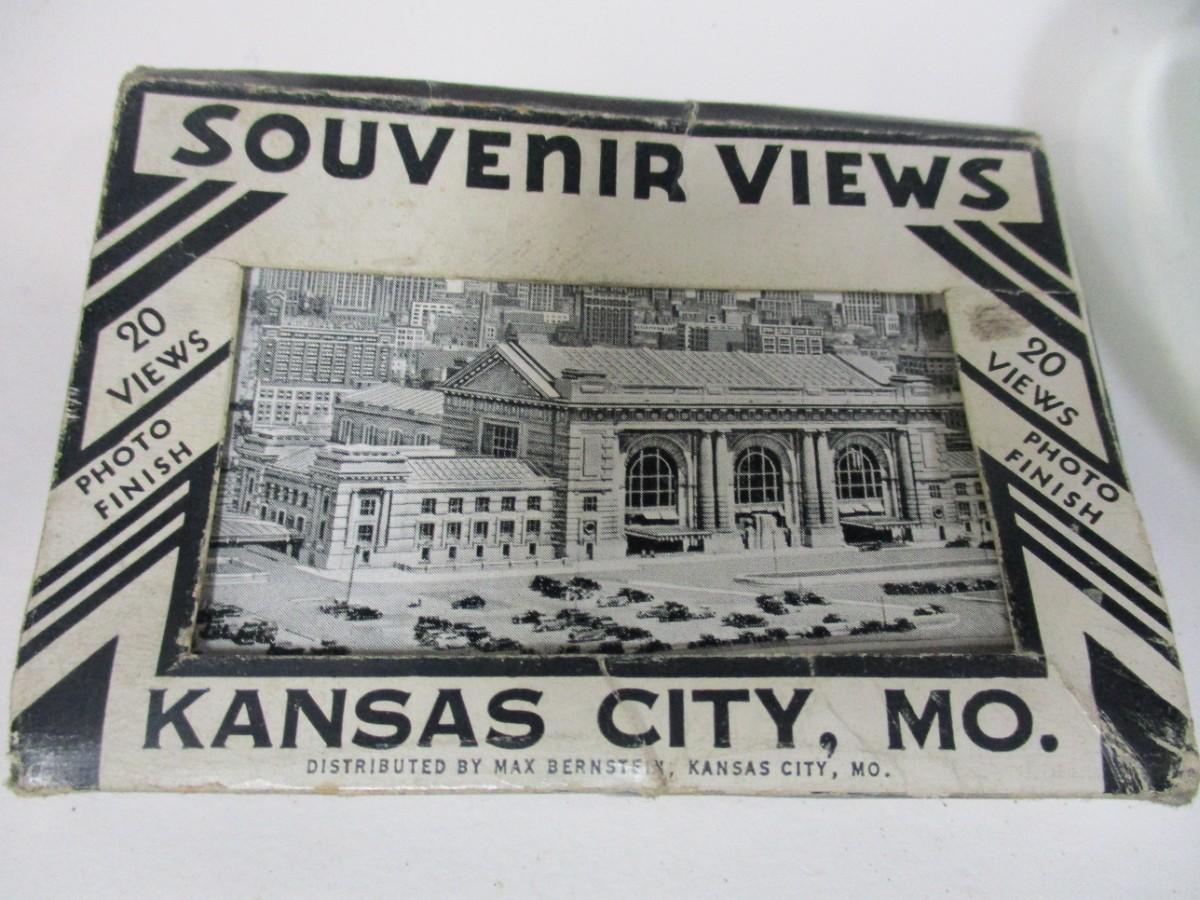 SOUVENIR VIEWS
20
VIEWS
PHOTO
FINISH
20
VIEWS
PHOTO
FINISH
KANSAS CITY, MO.
DISTRIBUTED BY MAX BERNSTEIN, KANSAS CITY, MO.